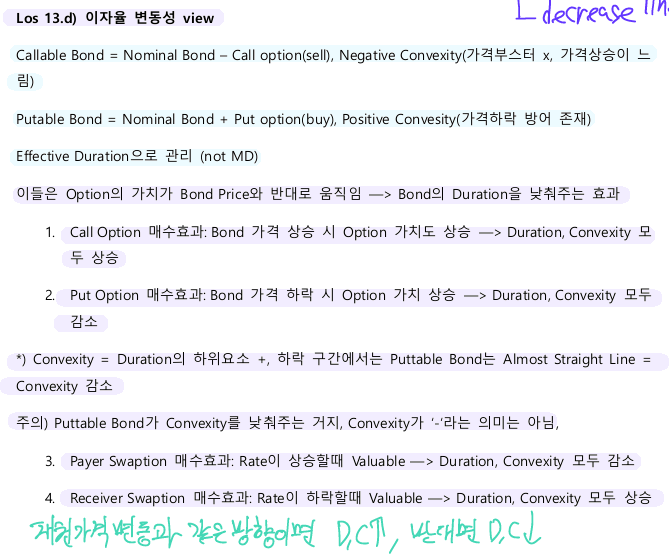 decrease lin
Los 13.d) 이자율 변동성 view
Callable Bond = Nominal Bond – Call option(sell), Negative Convexity(가격부스터 x, 가격상승이 느
림)
Putable Bond = Nominal Bond + Put option(buy), Positive Convesity(가격하락 방어 존재)
Effective Duration으로 관리 (not MD)
이들은 Option의 가치가 Bond Price와 반대로 움직임 —> Bond의 Duration을 낮춰주는 효과
1. Call Option 매수효과: Bond 가격 상승 시 Option 가치도 상승 —> Duration, Convexity 모
두 상승
2. Put Option 매수효과: Bond 가격 하락 시 Option 가치 상승 —> Duration, Convexity 모두
감소
*) Convexity = Duration의 하위요소 +, 하락 구간에서는 Puttable Bond는 Almost Straight Line =
Convexity 감소
주의) Puttable Bond가 Convexity를 낮춰주는 거지, Convexity가 ‘-‘라는 의미는 아님,
3. Payer Swaption 매수효과: Rate이 상승할때 Valuable —> Duration, Convexity 모두 감소
4. Receiver Swaption 매수효과: Rate이 하락할때 Valuable —> Duration, Convexity 모두 상승
채권가격 변동과 같은 방향이면 D,C↑, 반대면 D,C↓